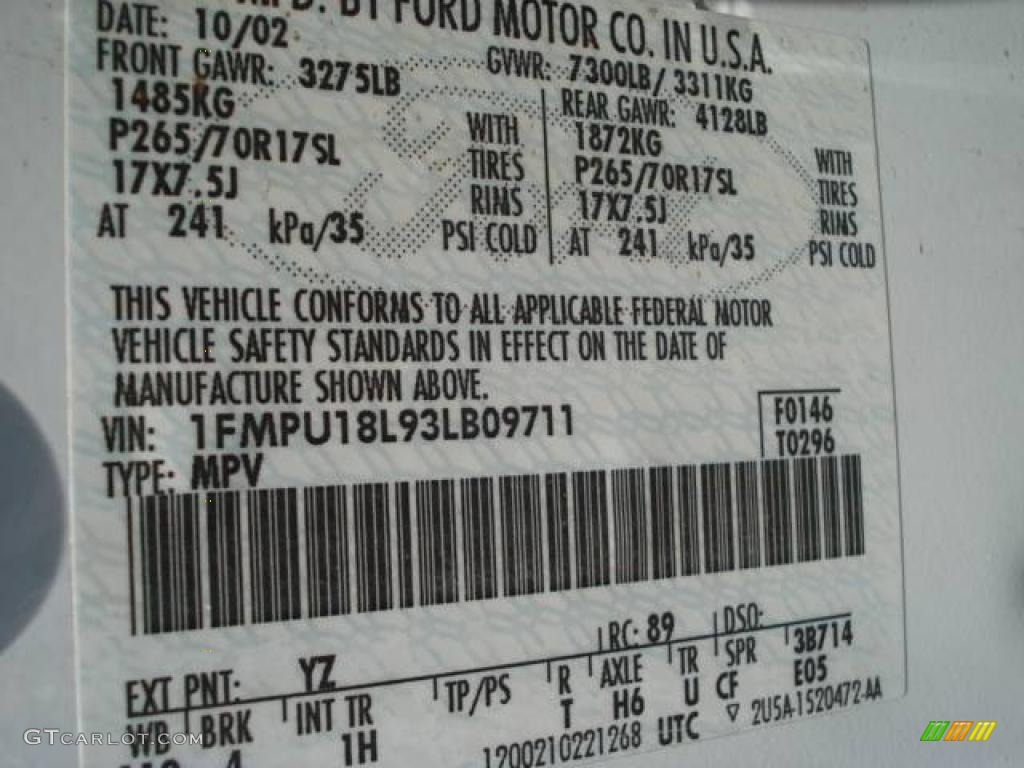 MFD. BY FORD MOTOR CO. IN U.S.A.
DATE: 10/02 GVWR: 7300LB/ 3311KG
FRONT GAWR: 3275LB REAR GAWR: 4128LB
1485KG WITH 1872KG WITH
P265/70R17SL TIRES P265/70R17SL TIRES
17X7.5J RIMS 17X7.5J RIMS
AT 241 kPa/35 PSI COLD AT 241 kPa/35 PSI COLD
THIS VEHICLE CONFORMS TO ALL APPLICABLE FEDERAL MOTOR
VEHICLE SAFETY STANDARDS IN EFFECT ON THE DATE OF
MANUFACTURE SHOWN ABOVE.
VIN: 1FMPU18L93LB09711 F0146
TYPE: MPV T0296
EXT PNT: YZ RC: 89 DSO:
WB BRK INT TR TP/PS R AXLE TR SPR 3B714
4 1H T H6 U CF E05
1200210221268 UTC 2U5A-1520472-AA
GTcarlot.com